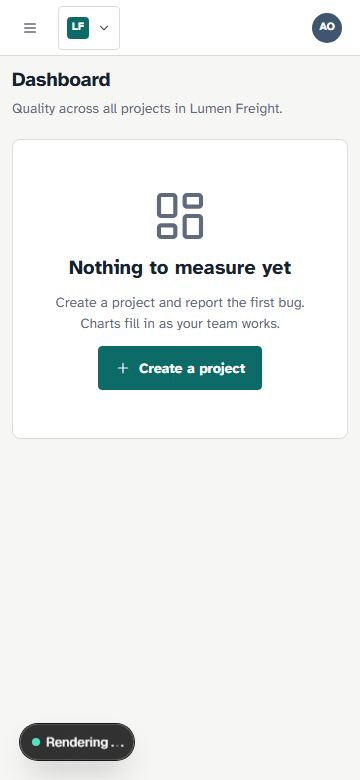 LF
AO
Dashboard
Quality across all projects in Lumen Freight.
Nothing to measure yet
Create a project and report the first bug.
Charts fill in as your team works.
+ Create a project
Rendering...